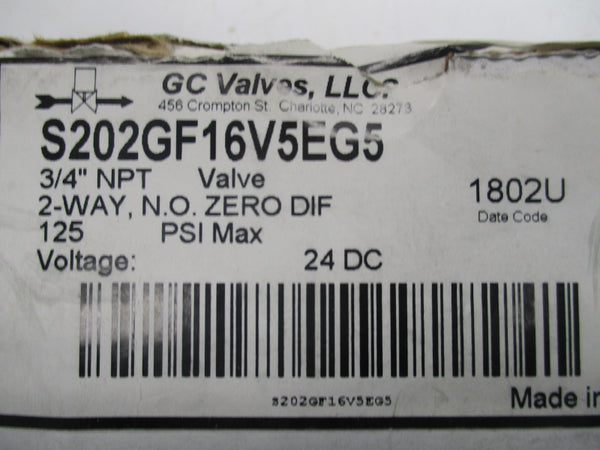 GC Valves, LLC.
456 Crompton St. Charlotte, NC 28273
S202GF16V5EG5
3/4" NPT Valve
2-WAY, N.O. ZERO DIF
125 PSI Max
1802U
Date Code
Voltage: 24 DC
S202GF16V5EG5
Made in